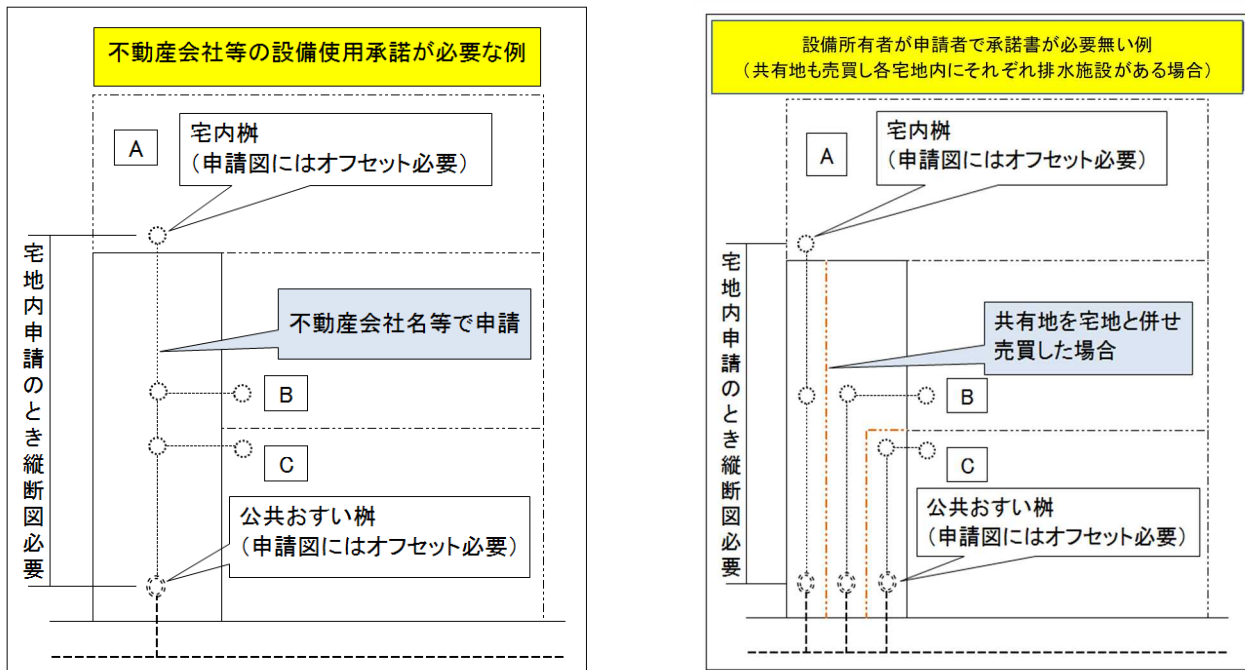 不動産会社等の設備使用承諾が必要な例
A
宅内桝
（申請図にはオフセット必要）
宅地内申請のとき縦断図必要
不動産会社名等で申請
B
C
公共おすい桝
（申請図にはオフセット必要）
設備所有者が申請者で承諾書が必要無い例
（共有地も売買し各宅地内にそれぞれ排水施設がある場合）
A
宅内桝
（申請図にはオフセット必要）
宅地内申請のとき縦断図必要
共有地を宅地と併せ
売買した場合
B
C
公共おすい桝
（申請図にはオフセット必要）